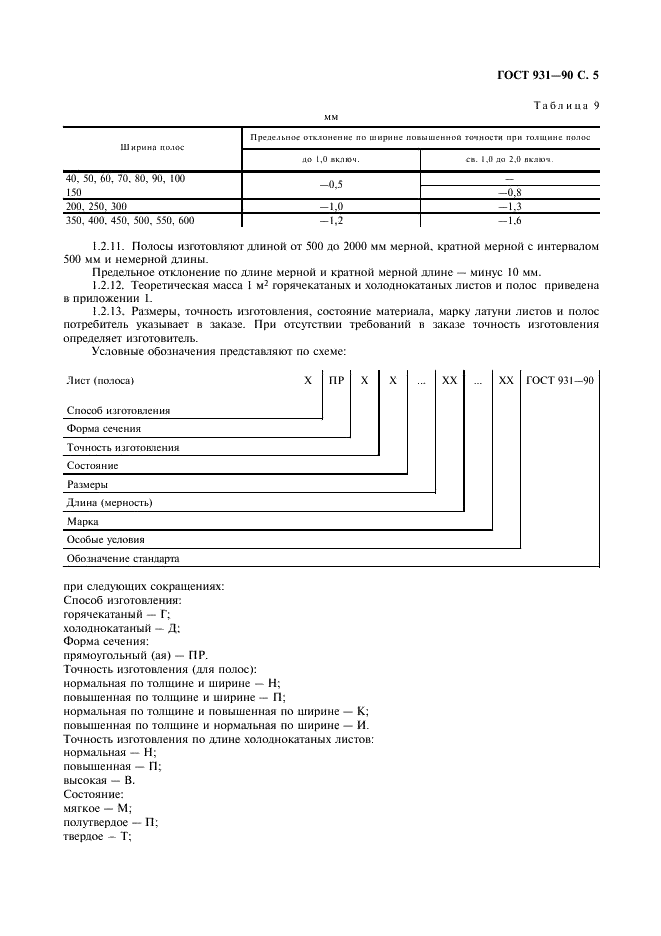 ГОСТ 931—90 С. 5
Таблица 9
мм
Ширина полос
Предельное отклонение по ширине повышенной точности при толщине полос
до 1,0 включ.
св. 1,0 до 2,0 включ.
40, 50, 60, 70, 80, 90, 100
—0,5
—
150
—0,8
200, 250, 300
—1,0
—1,3
350, 400, 450, 500, 550, 600
—1,2
—1,6
1.2.11. Полосы изготовляют длиной от 500 до 2000 мм мерной, кратной мерной с интервалом
500 мм и немерной длины.
Предельное отклонение по длине мерной и кратной мерной длине — минус 10 мм.
1.2.12. Теоретическая масса 1 м² горячекатаных и холоднокатаных листов и полос приведена
в приложении 1.
1.2.13. Размеры, точность изготовления, состояние материала, марку латуни листов и полос
потребитель указывает в заказе. При отсутствии требований в заказе точность изготовления
определяет изготовитель.
Условные обозначения представляют по схеме:
Лист (полоса) Х ПР Х Х ... ХХ ... ХХ ГОСТ 931—90
Способ изготовления
Форма сечения
Точность изготовления
Состояние
Размеры
Длина (мерность)
Марка
Особые условия
Обозначение стандарта
при следующих сокращениях:
Способ изготовления:
горячекатаный — Г;
холоднокатаный — Д;
Форма сечения:
прямоугольный (ая) — ПР.
Точность изготовления (для полос):
нормальная по толщине и ширине — Н;
повышенная по толщине и ширине — П;
нормальная по толщине и повышенная по ширине — К;
повышенная по толщине и нормальная по ширине — И.
Точность изготовления по длине холоднокатаных листов:
нормальная — Н;
повышенная — П;
высокая — В.
Состояние:
мягкое — М;
полутвердое — П;
твердое — Т;